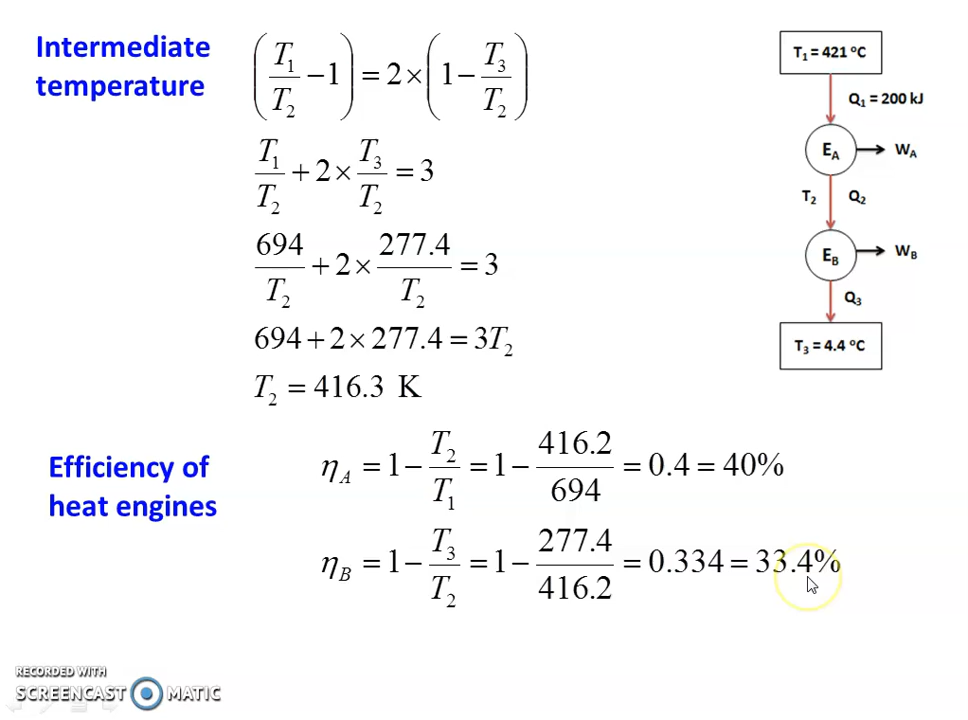 Intermediate
temperature
(T₁/T₂ − 1) = 2 × (1 − T₃/T₂)
T₁/T₂ + 2 × T₃/T₂ = 3
694/T₂ + 2 × 277.4/T₂ = 3
694 + 2 × 277.4 = 3T₂
T₂ = 416.3 K
T₁ = 421 °C
Q₁ = 200 kJ
E_A
W_A
T₂ Q₂
E_B
W_B
Q₃
T₃ = 4.4 °C
Efficiency of
heat engines
η_A = 1 − T₂/T₁ = 1 − 416.2/694 = 0.4 = 40%
η_B = 1 − T₃/T₂ = 1 − 277.4/416.2 = 0.334 = 33.4%
RECORDED WITH
SCREENCAST MATIC